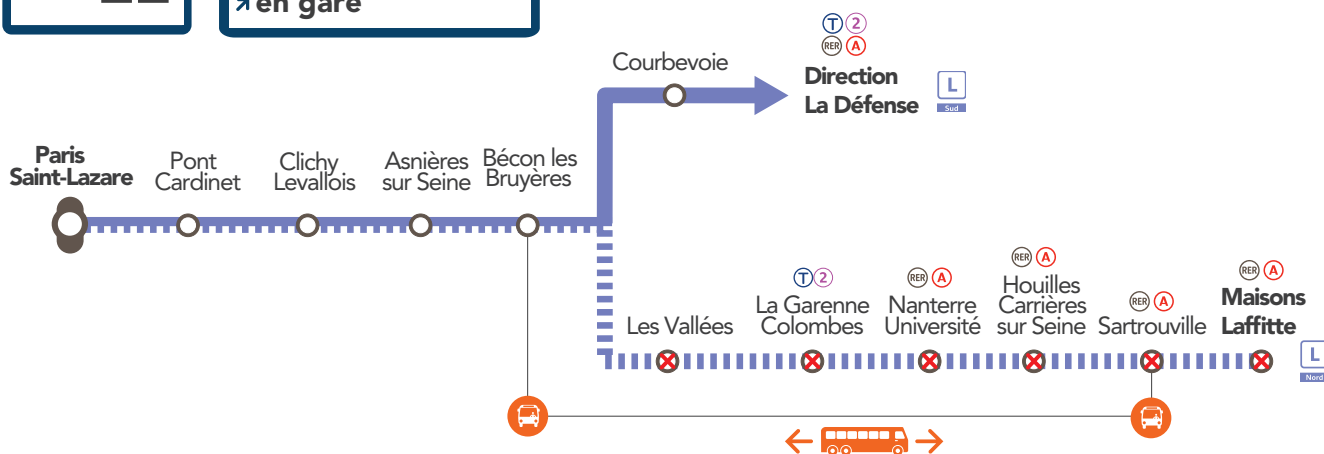 en gare
T 2
RER A
Courbevoie
Direction
La Défense
L
Sud
Paris
Saint-Lazare
Pont
Cardinet
Clichy
Levallois
Asnières
sur Seine
Bécon les
Bruyères
Les Vallées
T 2
La Garenne
Colombes
RER A
Nanterre
Université
RER A
Houilles
Carrières
sur Seine
RER A
Sartrouville
RER A
Maisons
Laffitte
L
Nord